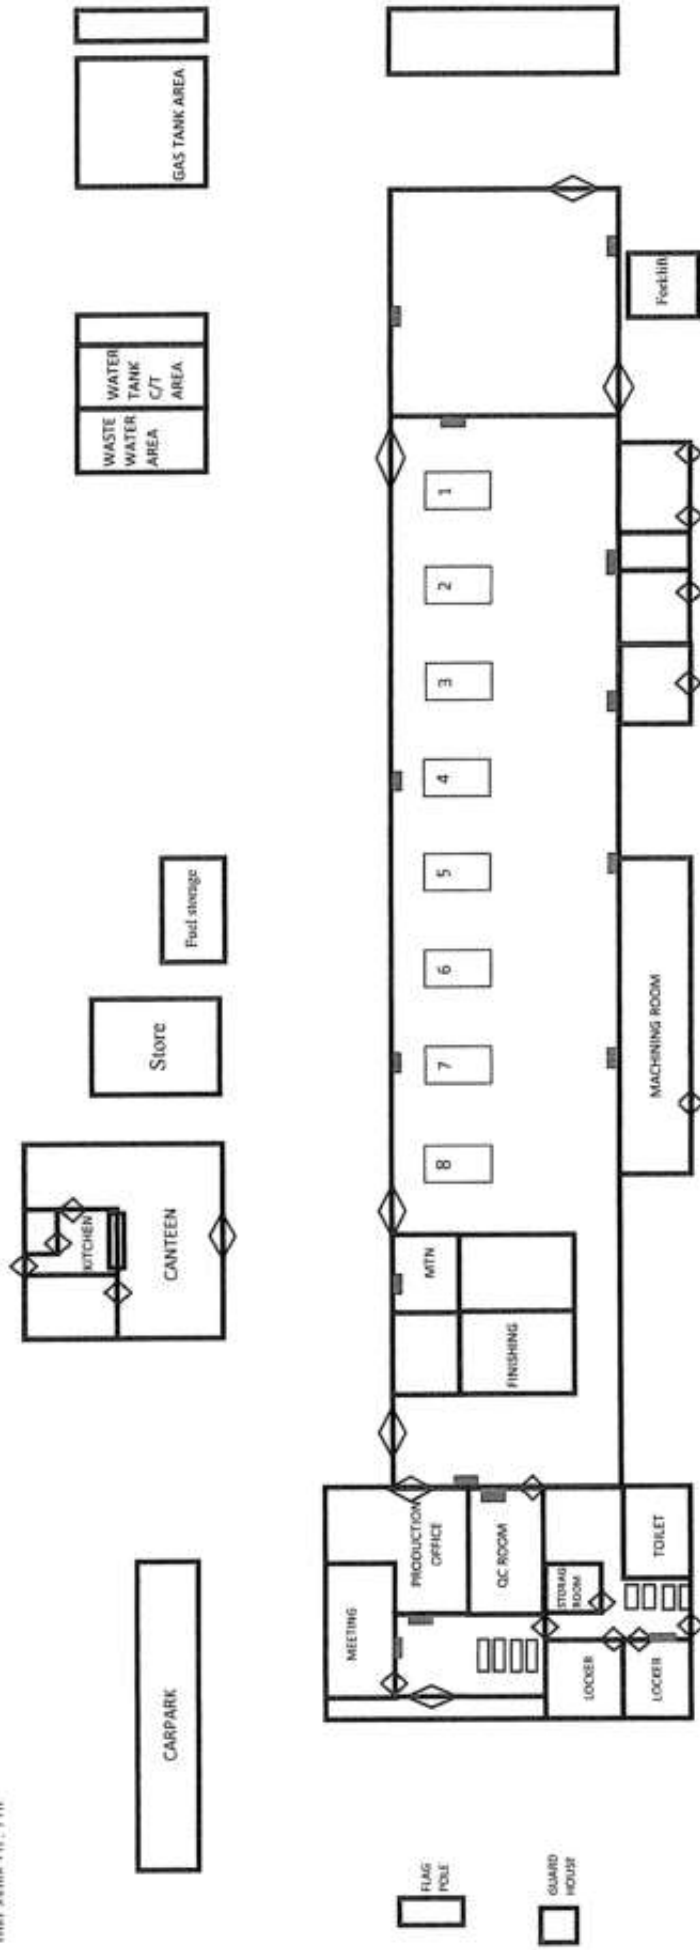 GAS TANK AREA
WASTE
WATER
AREA
WATER
TANK
C/T
AREA
Fuel storage
Store
KITCHEN
CANTEEN
CARPARK
Forklift
1
2
3
4
5
6
7
8
MTN
FINISHING
MACHINING ROOM
PRODUCTION
OFFICE
QC ROOM
MEETING
STORAG
ROOM
TOILET
LOCKER
LOCKER
FLAG
POLE
GUARD
HOUSE